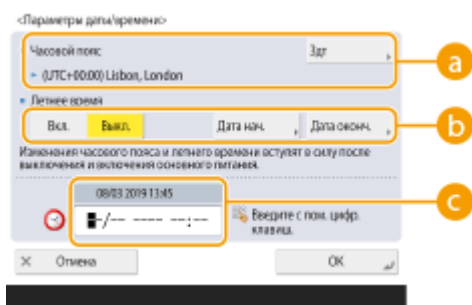 <Параметры даты/времени>
Часовой пояс
Здт
a
(UTC+00:00) Lisbon, London
Летнее время
Вкл. Выкл. Дата нач. Дата оконч.
b
Изменения часового пояса и летнего времени вступят в силу после
выключения и включения основного питания.
08/03 2019 13:45
c
-/-- ---- --:--
Введите с пом. цифр.
клавиш.
× Отмена
OK